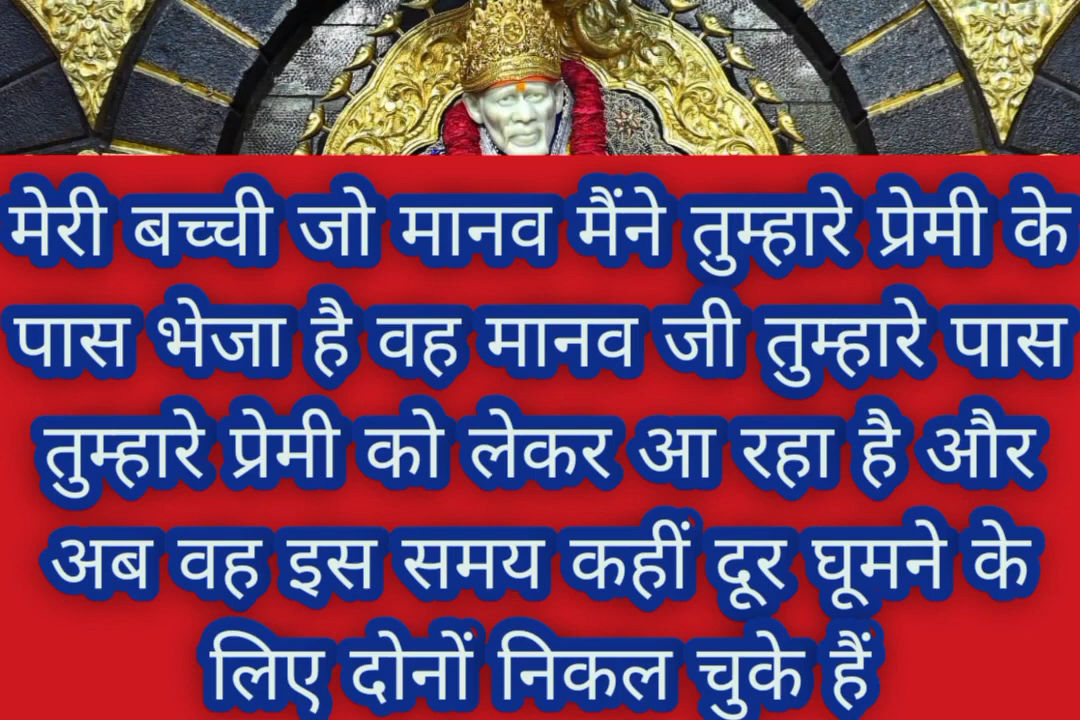 मेरी बच्ची जो मानव मैंने तुम्हारे प्रेमी के
पास भेजा है वह मानव जी तुम्हारे पास
तुम्हारे प्रेमी को लेकर आ रहा है और
अब वह इस समय कहीं दूर घूमने के
लिए दोनों निकल चुके हैं